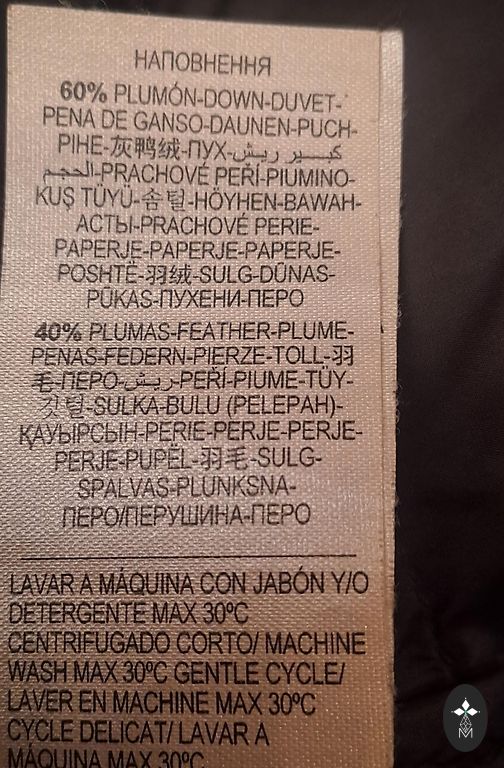 НАПОВНЕННЯ
60% PLUMÓN-DOWN-DUVET-
PENA DE GANSO-DAUNEN-PUCH-
PIHE-灰鸭绒-ПУХ-كبير ريش
الحجم-PRACHOVÉ PEŘÍ-PIUMINO-
KUŞ TÜYÜ-솜털-HÖYHEN-BAWAH-
АСТЫ-PRACHOVÉ PERIE-
PAPERJE-PAPERJE-PAPERJE-
POSHTË-羽绒-SULG-DŪNAS-
PŪKAS-ПУХЕНИ-ПЕРО
40% PLUMAS-FEATHER-PLUME-
PENAS-FEDERN-PIERZE-TOLL-羽
毛-ПЕРО-ريش-PEŘÍ-PIUME-TÜY-
깃털-SULKA-BULU (PELEPAH)-
ҚАУЫРСЫН-PERIE-PERJE-PERJE-
PERJE-PUPËL-羽毛-SULG-
SPALVAS-PLUNKSNA-
ПЕРО/ПЕРУШИНА-ПЕРО
LAVAR A MÁQUINA CON JABÓN Y/O
DETERGENTE MAX 30ºC
CENTRIFUGADO CORTO/ MACHINE
WASH MAX 30ºC GENTLE CYCLE/
LAVER EN MACHINE MAX 30ºC
CYCLE DELICAT/ LAVAR A
MÁQUINA MAX 30ºC